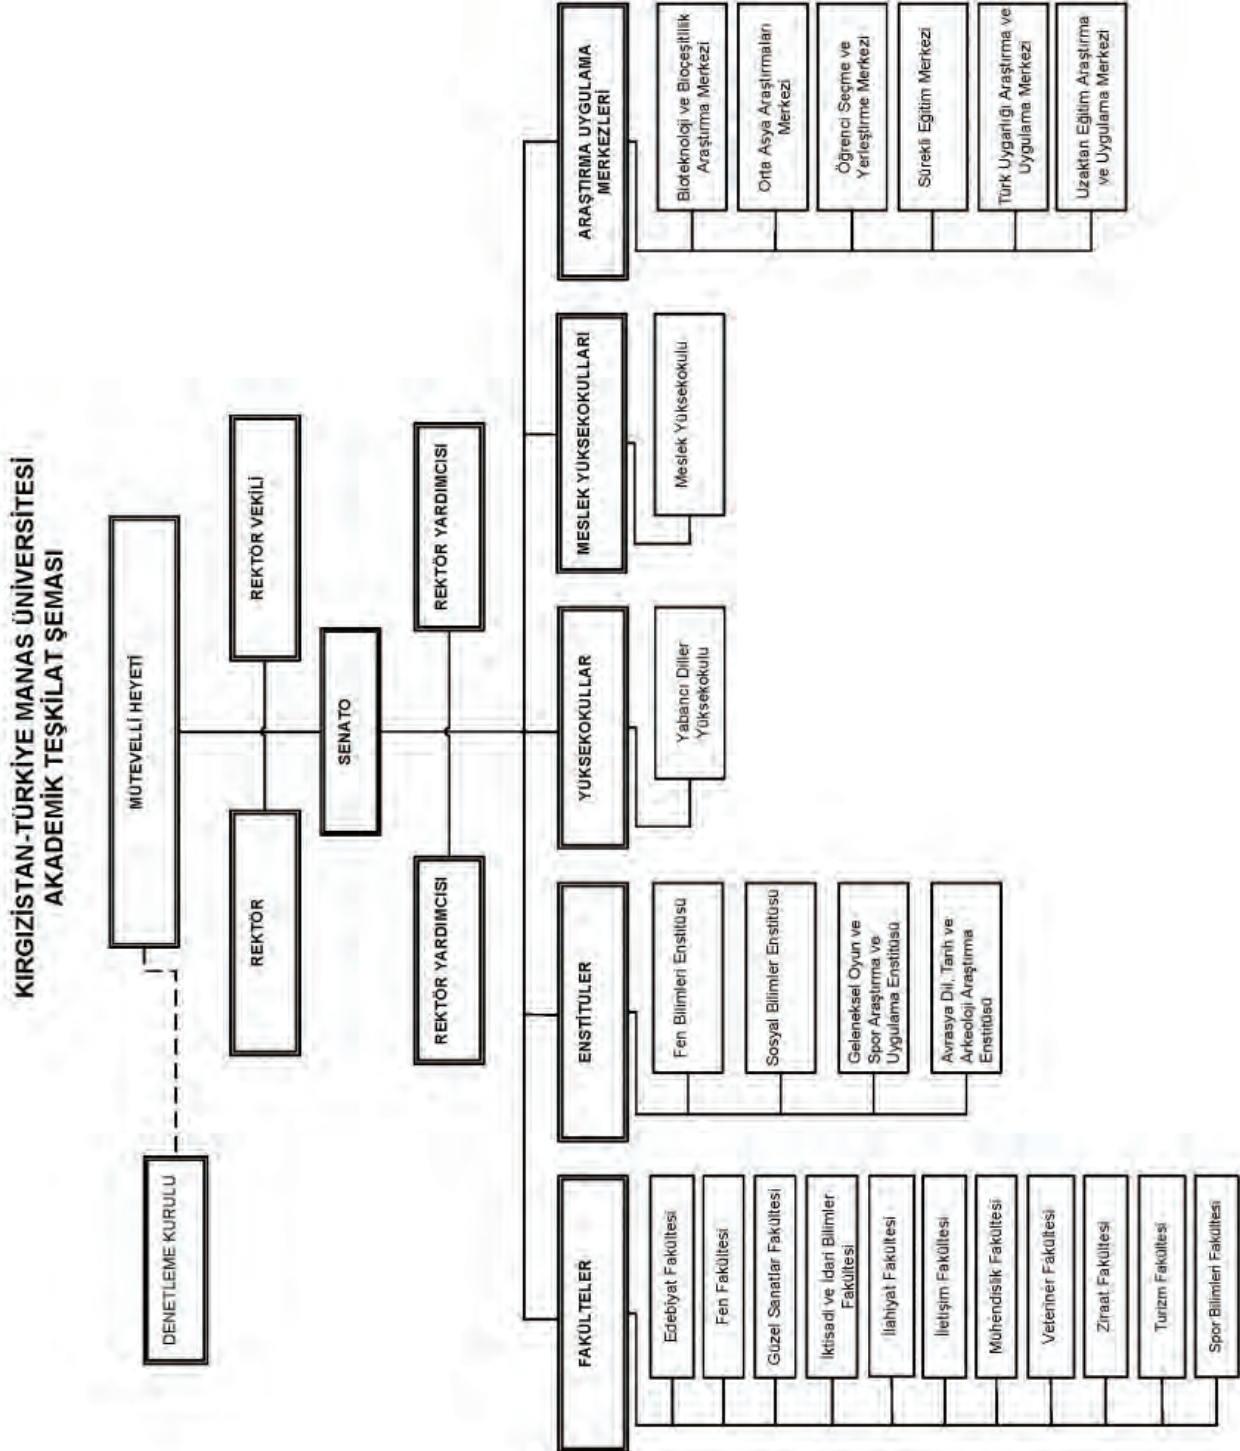 KIRGIZİSTAN-TÜRKİYE MANAS ÜNİVERSİTESİ
AKADEMİK TEŞKİLAT ŞEMASI
MÜTEVELLİ HEYETİ
DENETLEME KURULU
REKTÖR
REKTÖR VEKİLİ
SENATO
REKTÖR YARDIMCISI
REKTÖR YARDIMCISI
FAKÜLTELER
Edebiyat Fakültesi
Fen Fakültesi
Güzel Sanatlar Fakültesi
İktisadi ve İdari Bilimler
Fakültesi
İlahiyat Fakültesi
İletişim Fakültesi
Mühendislik Fakültesi
Veteriner Fakültesi
Ziraat Fakültesi
Turizm Fakültesi
Spor Bilimleri Fakültesi
ENSTİTÜLER
Fen Bilimleri Enstitüsü
Sosyal Bilimler Enstitüsü
Geleneksel Oyun ve
Spor Araştırma ve
Uygulama Enstitüsü
Avrasya Dil, Tarih ve
Arkeoloji Araştırma
Enstitüsü
YÜKSEKOKULLAR
Yabancı Diller
Yüksekokulu
MESLEK YÜKSEKOKULLARI
Meslek Yüksekokulu
ARAŞTIRMA UYGULAMA
MERKEZLERİ
Bioteknoloji ve Bioçeşitlilik
Araştırma Merkezi
Orta Asya Araştırmaları
Merkezi
Öğrenci Seçme ve
Yerleştirme Merkezi
Sürekli Eğitim Merkezi
Türk Uygarlığı Araştırma ve
Uygulama Merkezi
Uzaktan Eğitim Araştırma
ve Uygulama Merkezi